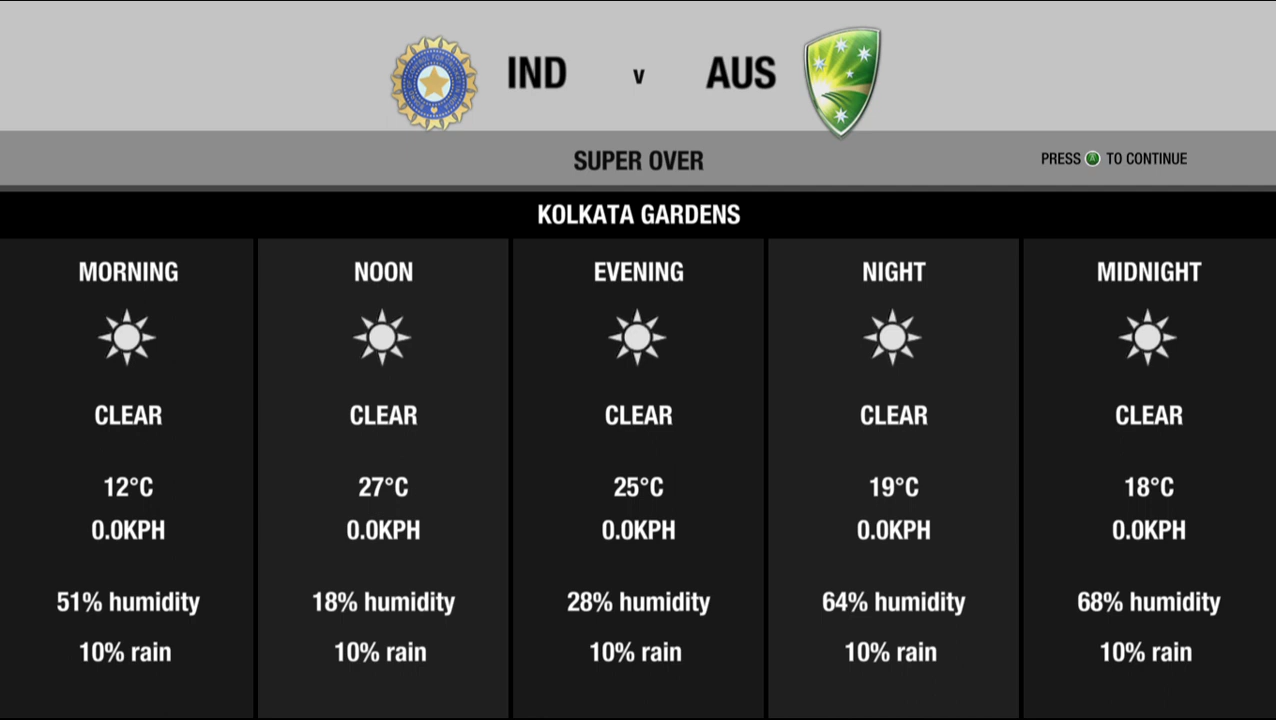 IND v AUS
SUPER OVER
PRESS A TO CONTINUE
KOLKATA GARDENS
MORNING NOON EVENING NIGHT MIDNIGHT
CLEAR CLEAR CLEAR CLEAR CLEAR
12°C 27°C 25°C 19°C 18°C
0.0KPH 0.0KPH 0.0KPH 0.0KPH 0.0KPH
51% humidity 18% humidity 28% humidity 64% humidity 68% humidity
10% rain 10% rain 10% rain 10% rain 10% rain